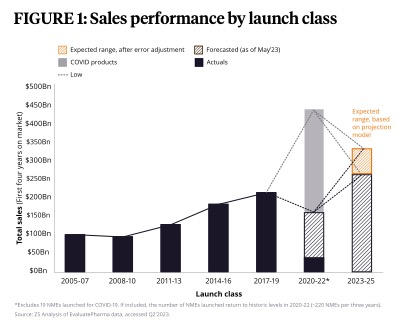 FIGURE 1: Sales performance by launch class
Expected range, after error adjustment
Forecasted (as of May'23)
COVID products
Actuals
Low
Total sales (First four years on market)
$500Bn
$450Bn
$400Bn
$350Bn
$300Bn
$250Bn
$200Bn
$150Bn
$100Bn
$50Bn
$0Bn
Expected
range, based
on projection
model
2005-07
2008-10
2011-13
2014-16
2017-19
2020-22*
2023-25
Launch class
*Excludes 19 NMEs launched for COVID-19. If included, the number of NMEs launched return to historic levels in 2020-22 (~220 NMEs per three years).
Source: ZS Analysis of EvaluatePharma data, accessed Q2'2023.